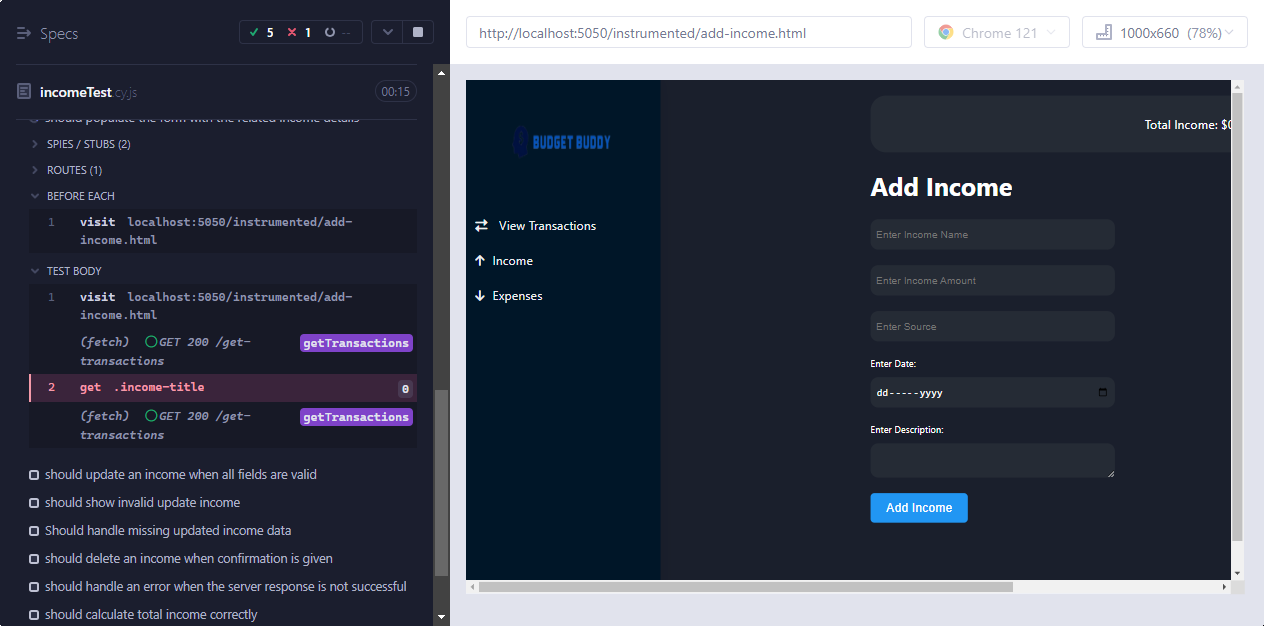 Specs
5 1 --
incomeTest.cy.js
00:15
should populate the form with the related income details
SPIES / STUBS (2)
ROUTES (1)
BEFORE EACH
1 visit localhost:5050/instrumented/add-
income.html
TEST BODY
1 visit localhost:5050/instrumented/add-
income.html
(fetch) GET 200 /get-
transactions
getTransactions
2 get .income-title 0
(fetch) GET 200 /get-
transactions
getTransactions
should update an income when all fields are valid
should show invalid update income
Should handle missing updated income data
should delete an income when confirmation is given
should handle an error when the server response is not successful
should calculate total income correctly
http://localhost:5050/instrumented/add-income.html
Chrome 121
1000x660 (78%)
BUDGET BUDDY
View Transactions
Income
Expenses
Total Income: $0
Add Income
Enter Income Name
Enter Income Amount
Enter Source
Enter Date:
dd-----yyyy
Enter Description:
Add Income